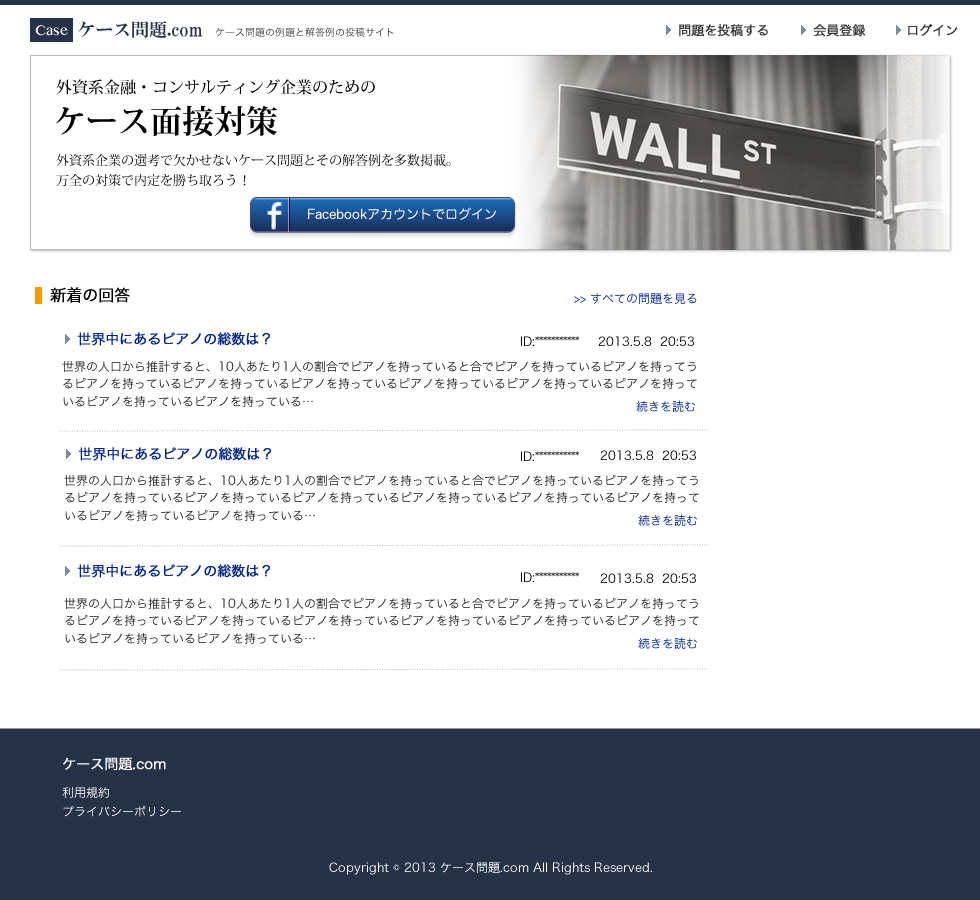 Case ケース問題.com ケース問題の例題と解答例の投稿サイト 問題を投稿する 会員登録 ログイン
外資系金融・コンサルティング企業のための
ケース面接対策
外資系企業の選考で欠かせないケース問題とその解答例を多数掲載。
万全の対策で内定を勝ち取ろう！
Facebookアカウントでログイン
WALL ST
新着の回答 >> すべての問題を見る
世界中にあるピアノの総数は？ ID:*********** 2013.5.8 20:53
世界の人口から推計すると、10人あたり1人の割合でピアノを持っていると合でピアノを持っているピアノを持ってう
るピアノを持っているピアノを持っているピアノを持っているピアノを持っているピアノを持っているピアノを持って
いるピアノを持っているピアノを持っている…
続きを読む
世界中にあるピアノの総数は？ ID:*********** 2013.5.8 20:53
世界の人口から推計すると、10人あたり1人の割合でピアノを持っていると合でピアノを持っているピアノを持ってう
るピアノを持っているピアノを持っているピアノを持っているピアノを持っているピアノを持っているピアノを持って
いるピアノを持っているピアノを持っている…
続きを読む
世界中にあるピアノの総数は？ ID:*********** 2013.5.8 20:53
世界の人口から推計すると、10人あたり1人の割合でピアノを持っていると合でピアノを持っているピアノを持ってう
るピアノを持っているピアノを持っているピアノを持っているピアノを持っているピアノを持っているピアノを持って
いるピアノを持っているピアノを持っている…
続きを読む
ケース問題.com
利用規約
プライバシーポリシー
Copyright © 2013 ケース問題.com All Rights Reserved.